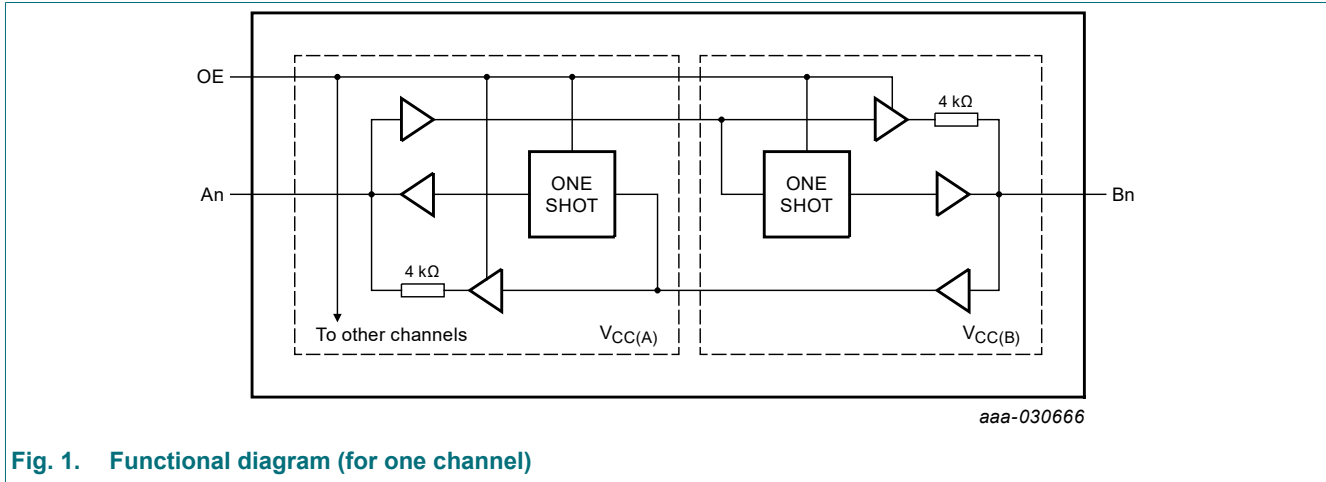 OE
4 kΩ
An
ONE
SHOT
ONE
SHOT
Bn
4 kΩ
To other channels
VCC(A)
VCC(B)
aaa-030666
Fig. 1. Functional diagram (for one channel)